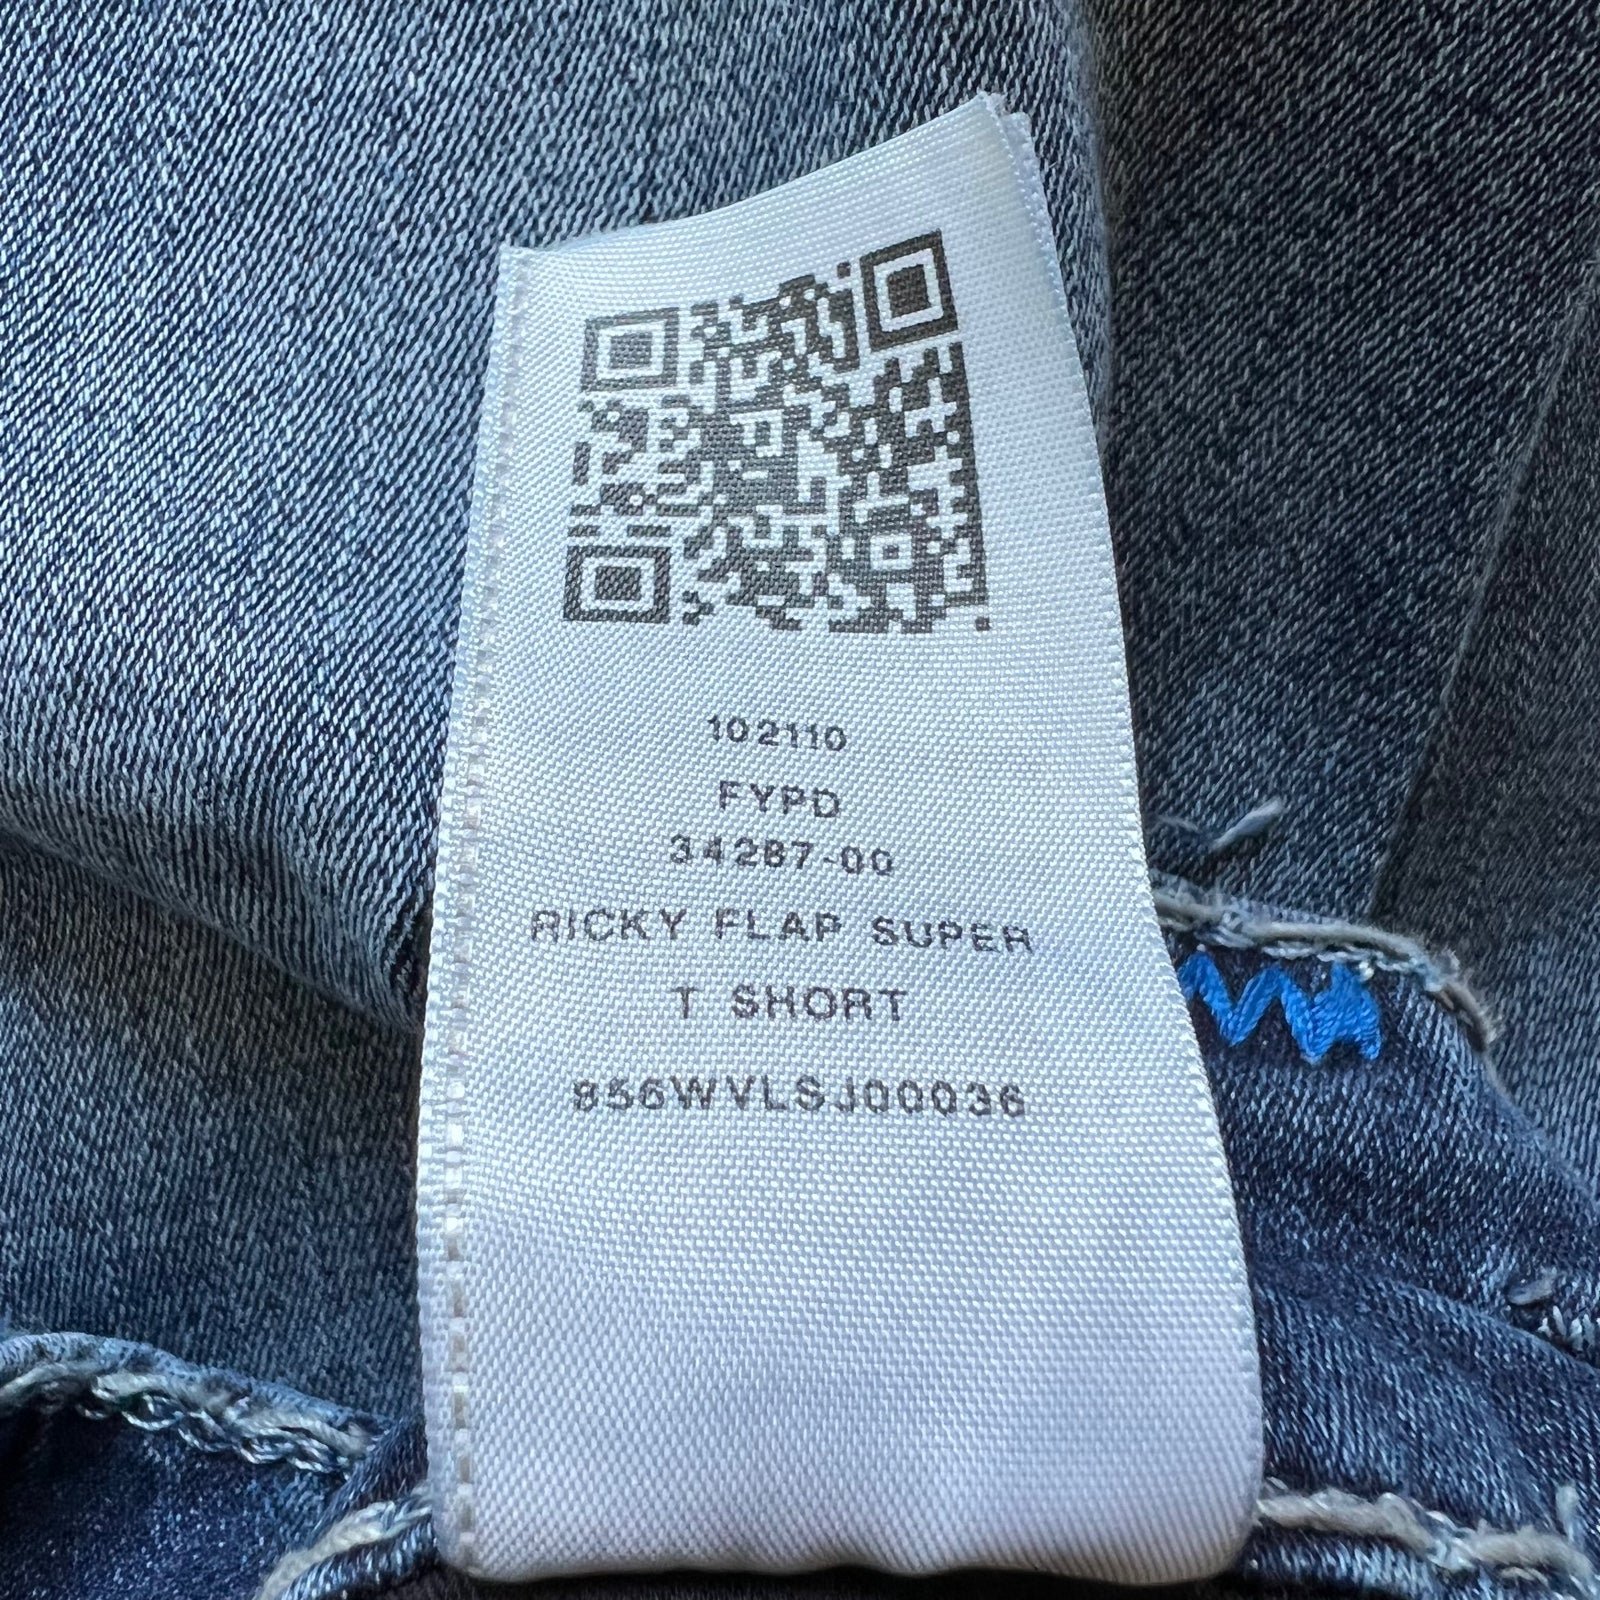 102110
FYPD
34287-00
RICKY FLAP SUPER
T SHORT
856WVLSJ00036